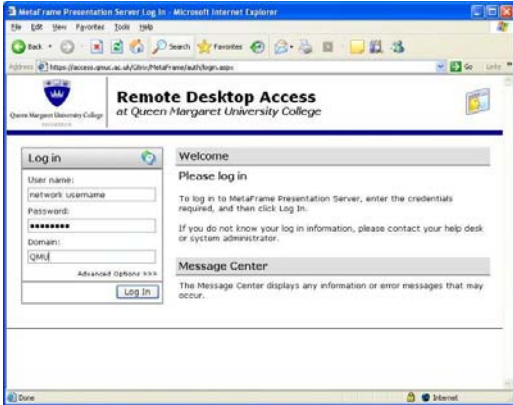 MetaFrame Presentation Server Log In - Microsoft Internet Explorer
File Edit View Favorites Tools Help
Back Search Favorites
Address https://access.qmuc.ac.uk/Citrix/MetaFrame/auth/login.aspx Go Links
Queen Margaret University College
Remote Desktop Access
at Queen Margaret University College
Log in
User name:
network username
Password:
Domain:
QMU
Advanced Options >>>
Log In
Welcome
Please log in
To log in to MetaFrame Presentation Server, enter the credentials
required, and then click Log In.
If you do not know your log in information, please contact your help desk
or system administrator.
Message Center
The Message Center displays any information or error messages that may
occur.
Done Internet